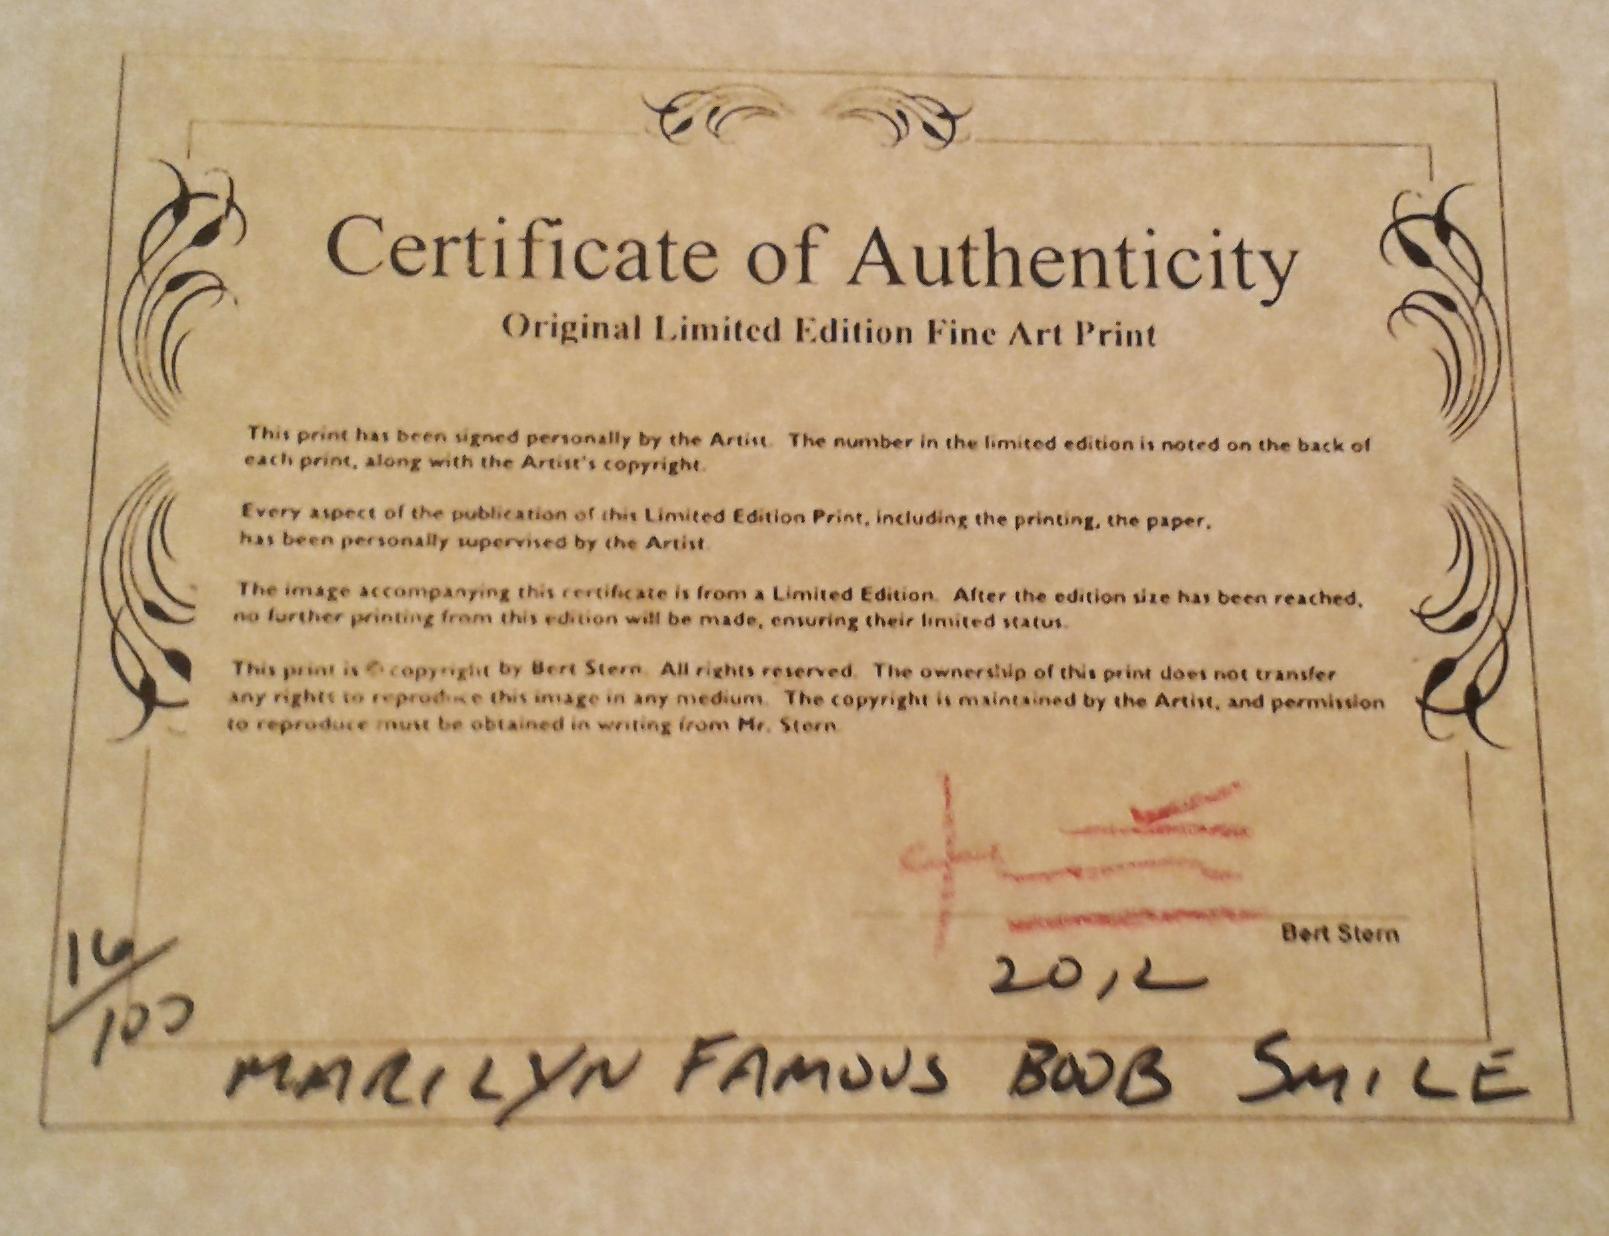 Certificate of Authenticity
Original Limited Edition Fine Art Print
This print has been signed personally by the Artist. The number in the limited edition is noted on the back of
each print, along with the Artist's copyright.
Every aspect of the publication of this Limited Edition Print, including the printing, the paper,
has been personally supervised by the Artist.
The image accompanying this certificate is from a Limited Edition. After the edition size has been reached,
no further printing from this edition will be made, ensuring their limited status.
This print is © copyright by Bert Stern. All rights reserved. The ownership of this print does not transfer
any rights to reproduce this image in any medium. The copyright is maintained by the Artist, and permission
to reproduce must be obtained in writing from Mr. Stern.
Bert Stern
2012
16/100
MARILYN FAMOUS BOOB SMILE